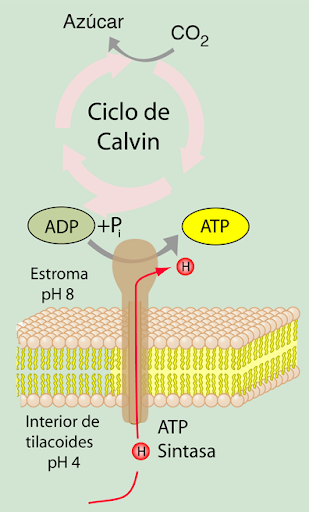 Azúcar
CO2
Ciclo de
Calvin
ADP +Pi ATP
H
Estroma
pH 8
Interior de
tilacoides
pH 4
ATP
Sintasa
H